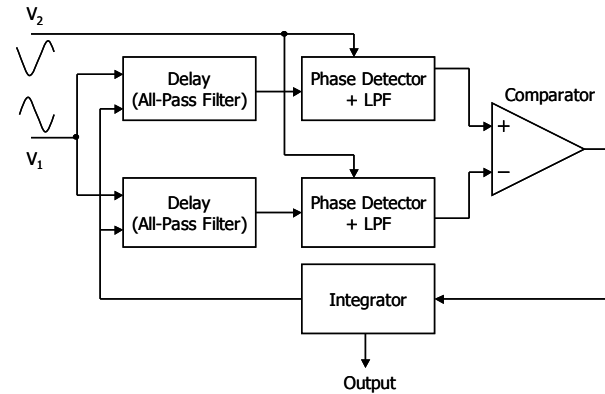 V2
Delay
(All-Pass Filter)
Phase Detector
+ LPF
Comparator
+
−
V1
Delay
(All-Pass Filter)
Phase Detector
+ LPF
Integrator
Output